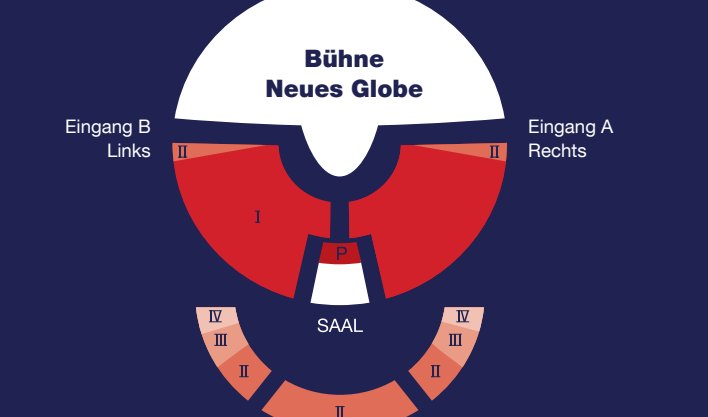 Bühne
Neues Globe
Eingang B
Links
Eingang A
Rechts
II
II
I
P
SAAL
IV
IV
III
III
II
II
II